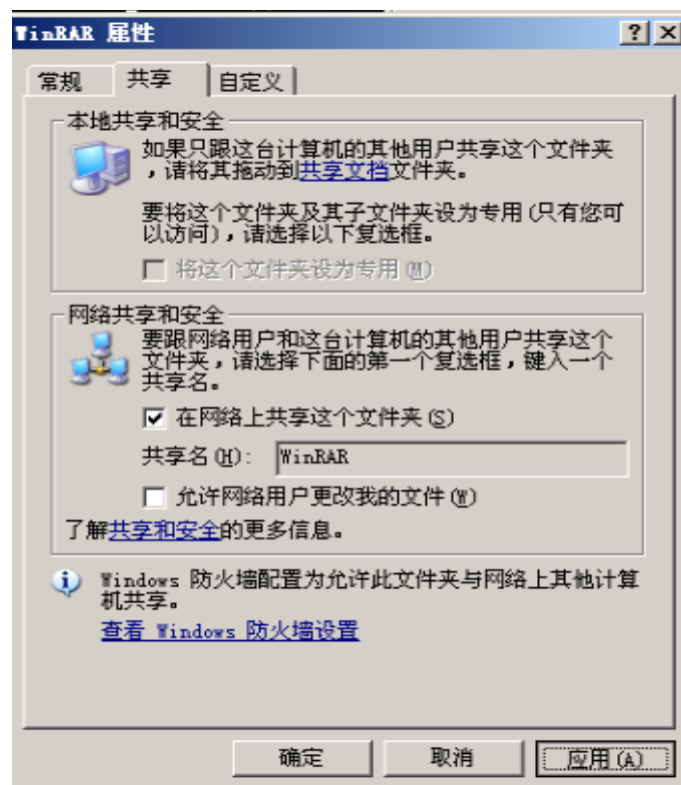 WinRAR 属性
常规 共享 自定义
本地共享和安全
如果只跟这台计算机的其他用户共享这个文件夹
，请将其拖动到共享文档文件夹。
要将这个文件夹及其子文件夹设为专用(只有您可
以访问)，请选择以下复选框。
将这个文件夹设为专用(M)
网络共享和安全
要跟网络用户和这台计算机的其他用户共享这个
文件夹，请选择下面的第一个复选框，键入一个
共享名。
在网络上共享这个文件夹(S)
共享名(H): WinRAR
允许网络用户更改我的文件(W)
了解共享和安全的更多信息。
Windows 防火墙配置为允许此文件夹与网络上其他计算
机共享。
查看 Windows 防火墙设置
确定 取消 应用(A)